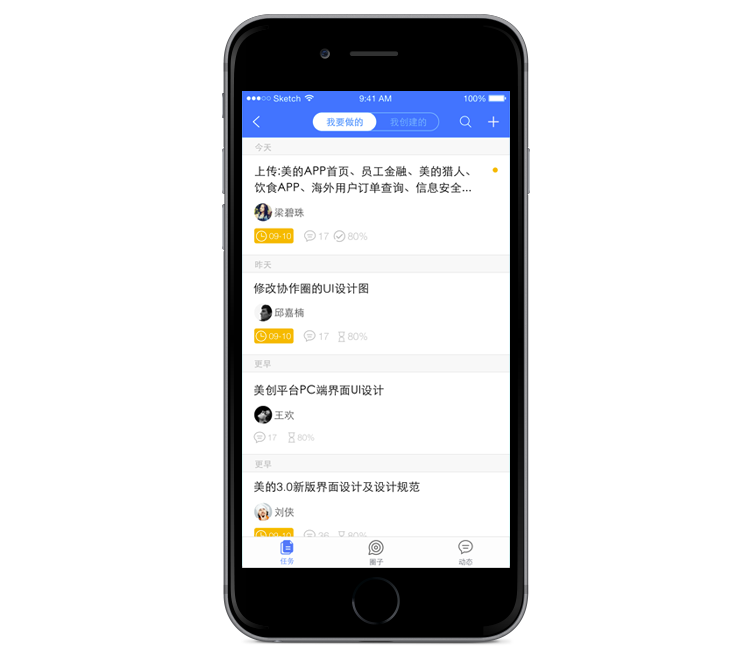 Sketch 9:41 AM 100%
我要做的 我创建的
今天
上传:美的APP首页、员工金融、美的猎人、
饮食APP、海外用户订单查询、信息安全...
梁碧珠
09-10 17 80%
昨天
修改协作圈的UI设计图
邱嘉楠
09-10 17 80%
更早
美创平台PC端界面UI设计
王欢
17 80%
更早
美的3.0新版界面设计及设计规范
刘侠
09-10 36 80%
任务 圈子 动态